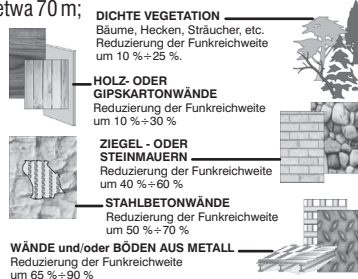 etwa 70 m;
DICHTE VEGETATION
Bäume, Hecken, Sträucher, etc.
Reduzierung der Funkreichweite
um 10 %÷25 %.
HOLZ- ODER
GIPSKARTONWÄNDE
Reduzierung der Funkreichweite
um 10 %÷30 %
ZIEGEL - ODER
STEINMAUERN
Reduzierung der Funkreichweite
um 40 %÷60 %
STAHLBETONWÄNDE
Reduzierung der Funkreichweite
um 50 %÷70 %
WÄNDE und/oder BÖDEN AUS METALL
Reduzierung der Funkreichweite
um 65 %÷90 %